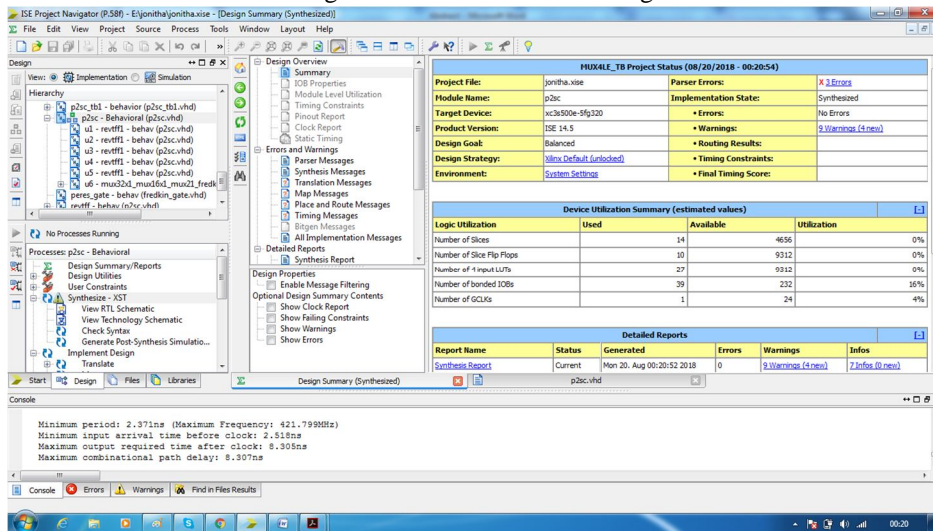 ISE Project Navigator (P.58f) - E:\jonitha\jonitha.xise - [Design Summary (Synthesized)]
File Edit View Project Source Process Tools Window Layout Help
Design
View: Implementation Simulation
Hierarchy
p2sc_tb1 - behavior (p2sc_tb1.vhd)
p2sc - Behavioral (p2sc.vhd)
u1 - revtff1 - behav (p2sc.vhd)
u2 - revtff1 - behav (p2sc.vhd)
u3 - revtff1 - behav (p2sc.vhd)
u4 - revtff1 - behav (p2sc.vhd)
u5 - revtff1 - behav (p2sc.vhd)
u6 - mux32x1_mux16x1_mux21_fredk
peres_gate - behav (fredkin_gate.vhd)
revtff - behav (p2sc.vhd)
No Processes Running
Processes: p2sc - Behavioral
Design Summary/Reports
Design Utilities
User Constraints
Synthesize - XST
View RTL Schematic
View Technology Schematic
Check Syntax
Generate Post-Synthesis Simulatio...
Implement Design
Translate
Start Design Files Libraries
Design Overview
Summary
IOB Properties
Module Level Utilization
Timing Constraints
Pinout Report
Clock Report
Static Timing
Errors and Warnings
Parser Messages
Synthesis Messages
Translation Messages
Map Messages
Place and Route Messages
Timing Messages
Bitgen Messages
All Implementation Messages
Detailed Reports
Synthesis Report
Design Properties
Enable Message Filtering
Optional Design Summary Contents
Show Clock Report
Show Failing Constraints
Show Warnings
Show Errors
MUX4LE_TB Project Status (08/20/2018 - 00:20:54)
Project File: jonitha.xise Parser Errors: X 3 Errors
Module Name: p2sc Implementation State: Synthesized
Target Device: xc3s500e-5fg320 • Errors: No Errors
Product Version: ISE 14.5 • Warnings: 9 Warnings (4 new)
Design Goal: Balanced • Routing Results:
Design Strategy: Xilinx Default (unlocked) • Timing Constraints:
Environment: System Settings • Final Timing Score:
Device Utilization Summary (estimated values) [-]
Logic Utilization Used Available Utilization
Number of Slices 14 4656 0%
Number of Slice Flip Flops 10 9312 0%
Number of 4 input LUTs 27 9312 0%
Number of bonded IOBs 39 232 16%
Number of GCLKs 1 24 4%
Detailed Reports [-]
Report Name Status Generated Errors Warnings Infos
Synthesis Report Current Mon 20. Aug 00:20:52 2018 0 9 Warnings (4 new) 7 Infos (0 new)
Design Summary (Synthesized) p2sc.vhd
Console
Minimum period: 2.371ns (Maximum Frequency: 421.799MHz)
Minimum input arrival time before clock: 2.518ns
Maximum output required time after clock: 8.305ns
Maximum combinational path delay: 8.307ns
Console Errors Warnings Find in Files Results
00:20